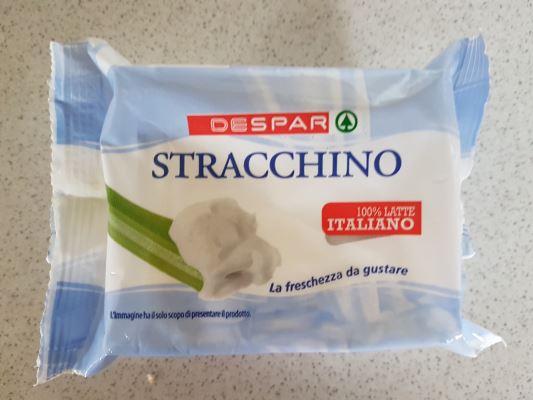 DESPAR
STRACCHINO
100% LATTE
ITALIANO
La freschezza da gustare
L'immagine ha il solo scopo di presentare il prodotto.